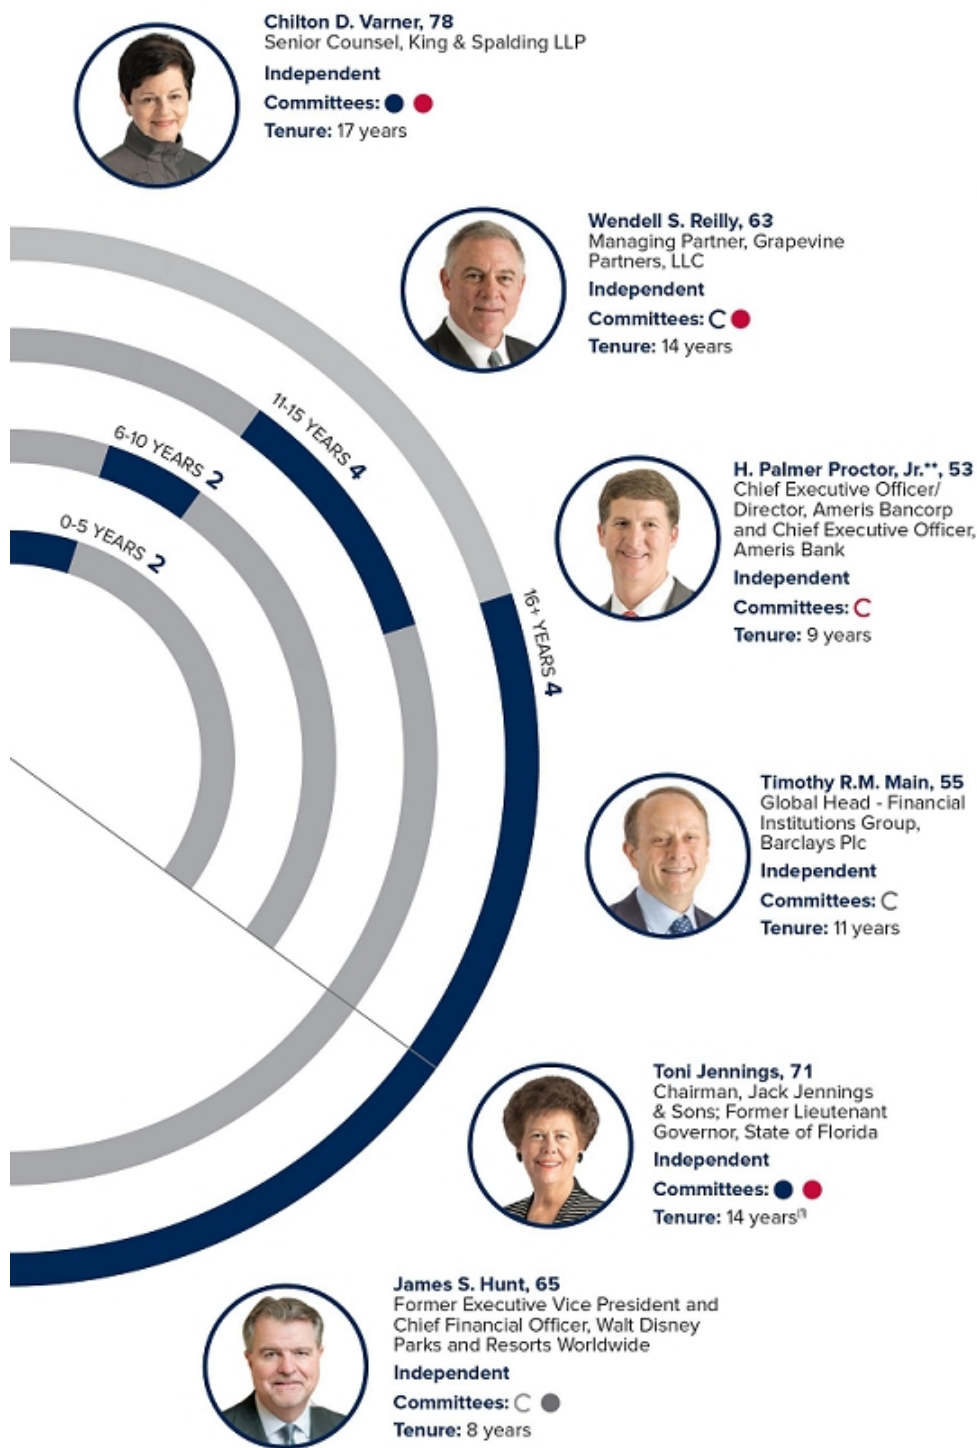 Chilton D. Varner, 78
Senior Counsel, King & Spalding LLP
Independent
Committees:
Tenure: 17 years
Wendell S. Reilly, 63
Managing Partner, Grapevine
Partners, LLC
Independent
Committees: C
Tenure: 14 years
11-15 YEARS 4
6-10 YEARS 2
0-5 YEARS 2
16+ YEARS 4
H. Palmer Proctor, Jr.**, 53
Chief Executive Officer/
Director, Ameris Bancorp
and Chief Executive Officer,
Ameris Bank
Independent
Committees: C
Tenure: 9 years
Timothy R.M. Main, 55
Global Head - Financial
Institutions Group,
Barclays Plc
Independent
Committees: C
Tenure: 11 years
Toni Jennings, 71
Chairman, Jack Jennings
& Sons; Former Lieutenant
Governor, State of Florida
Independent
Committees:
Tenure: 14 years(1)
James S. Hunt, 65
Former Executive Vice President and
Chief Financial Officer, Walt Disney
Parks and Resorts Worldwide
Independent
Committees: C
Tenure: 8 years